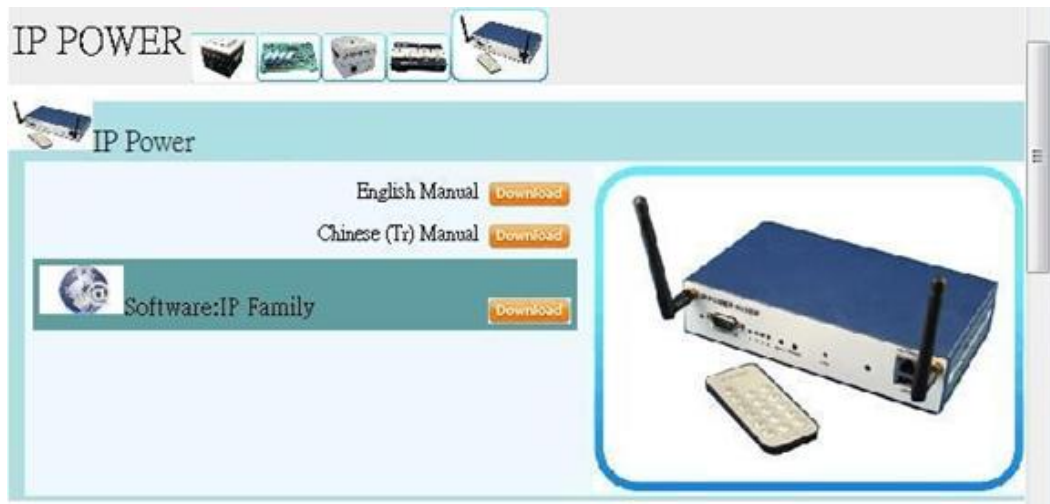 IP POWER
IP Power
English Manual Download
Chinese (Tr) Manual Download
Software:IP Family Download